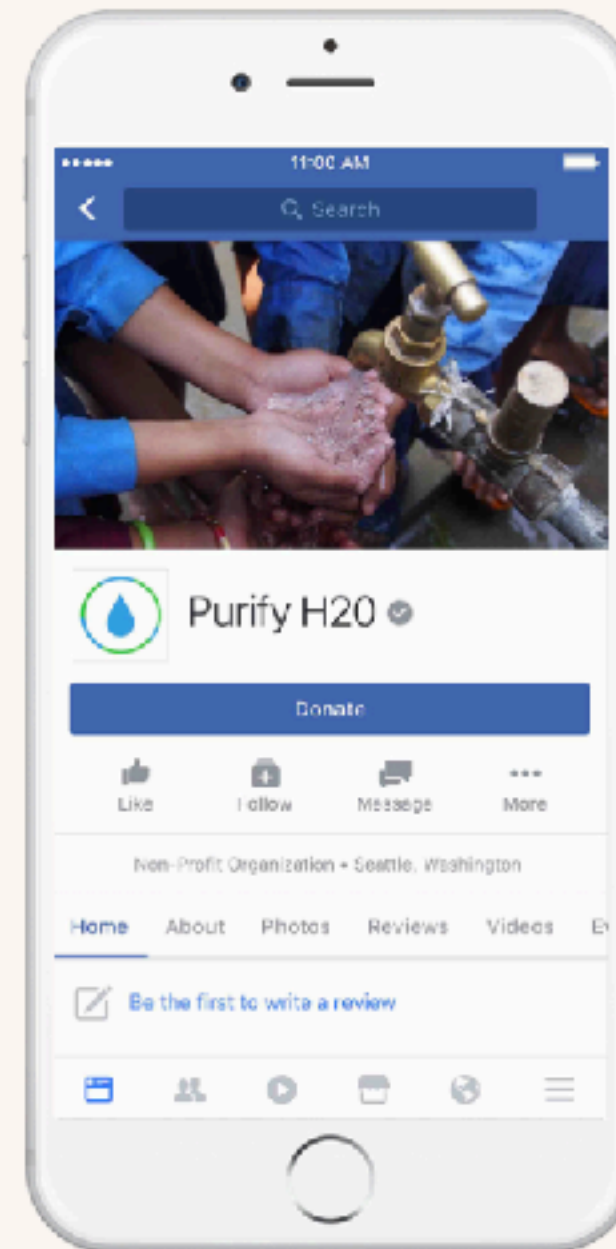 11:00 AM
Search
Purify H20
Donate
Like Follow Message More
Non-Profit Organization • Seattle, Washington
Home About Photos Reviews Videos Ev
Be the first to write a review